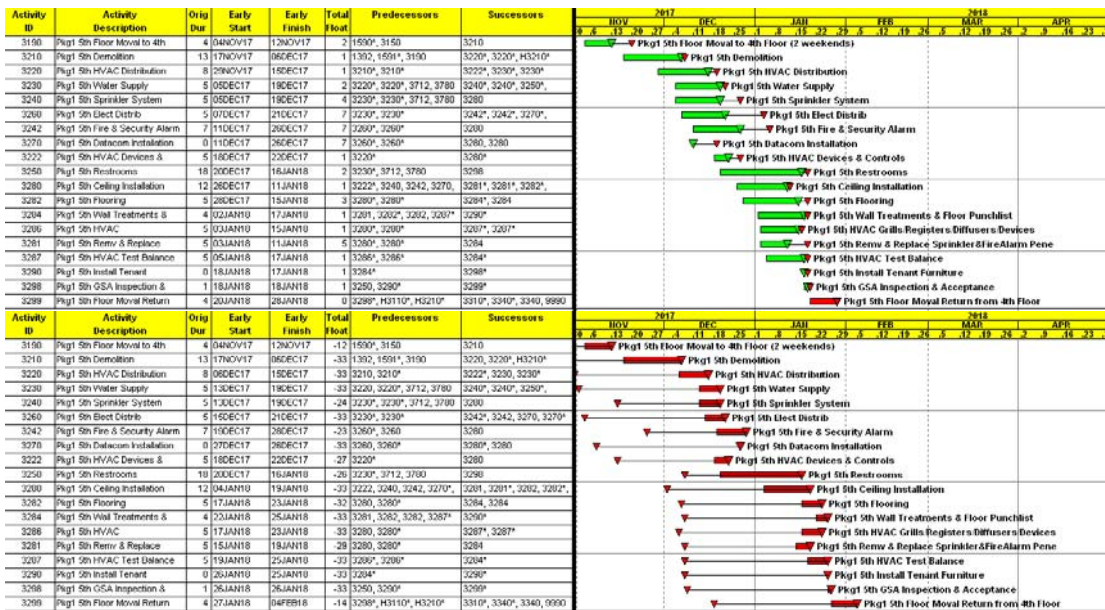 Activity ID Activity Description Orig Dur Early Start Early Finish Total Float Predecessors Successors
2017 2018
NOV DEC JAN FEB MAR APR
3190 Pkg1 5th Floor Moval to 4th 4 04NOV17 12NOV17 2 1590*, 3150 3210 Pkg1 5th Floor Moval to 4th Floor (2 weekends)
3210 Pkg1 5th Demolition 13 17NOV17 06DEC17 1 1392, 1591*, 3190 3220*, 3220*, H3210* Pkg1 5th Demolition
3220 Pkg1 5th HVAC Distribution 8 29NOV17 15DEC17 1 3210*, 3210* 3222*, 3230*, 3230* Pkg1 5th HVAC Distribution
3230 Pkg1 5th Water Supply 5 05DEC17 19DEC17 2 3220*, 3220*, 3712, 3780 3240*, 3240*, 3250*, Pkg1 5th Water Supply
3240 Pkg1 5th Sprinkler System 5 05DEC17 19DEC17 4 3230*, 3230*, 3712, 3780 3280 Pkg1 5th Sprinkler System
3260 Pkg1 5th Elect Distrib 5 07DEC17 21DEC17 7 3230*, 3230* 3242*, 3242*, 3270*, Pkg1 5th Elect Distrib
3242 Pkg1 5th Fire & Security Alarm 7 11DEC17 26DEC17 7 3260*, 3260* 3280 Pkg1 5th Fire & Security Alarm
3270 Pkg1 5th Datacom Installation 0 11DEC17 26DEC17 7 3260*, 3260* 3280, 3280 Pkg1 5th Datacom Installation
3222 Pkg1 5th HVAC Devices & 5 18DEC17 22DEC17 1 3220* 3280* Pkg1 5th HVAC Devices & Controls
3250 Pkg1 5th Restrooms 18 20DEC17 16JAN18 2 3230*, 3712, 3780 3298 Pkg1 5th Restrooms
3280 Pkg1 5th Ceiling Installation 12 26DEC17 11JAN18 1 3222*, 3240, 3242, 3270, 3281*, 3281*, 3282*, Pkg1 5th Ceiling Installation
3282 Pkg1 5th Flooring 5 28DEC17 15JAN18 3 3280*, 3280* 3284*, 3284 Pkg1 5th Flooring
3284 Pkg1 5th Wall Treatments & 4 02JAN18 17JAN18 1 3281, 3282*, 3282, 3287* 3290* Pkg1 5th Wall Treatments & Floor Punchlist
3286 Pkg1 5th HVAC 5 03JAN18 15JAN18 1 3280*, 3280* 3287*, 3287* Pkg1 5th HVAC Grills/Registers/Diffusers/Devices
3281 Pkg1 5th Remv & Replace 5 03JAN18 11JAN18 5 3280*, 3280* 3284 Pkg1 5th Remv & Replace Sprinkler&FireAlarm Pene
3287 Pkg1 5th HVAC Test Balance 5 05JAN18 17JAN18 1 3286*, 3286* 3284* Pkg1 5th HVAC Test Balance
3290 Pkg1 5th Install Tenant 0 18JAN18 17JAN18 1 3284* 3298* Pkg1 5th Install Tenant Furniture
3298 Pkg1 5th GSA Inspection & 1 18JAN18 18JAN18 1 3250, 3290* 3299* Pkg1 5th GSA Inspection & Acceptance
3299 Pkg1 5th Floor Moval Return 4 20JAN18 28JAN18 0 3298*, H3110*, H3210* 3310*, 3340*, 3340, 9990 Pkg1 5th Floor Moval Return from 4th Floor
Activity ID Activity Description Orig Dur Early Start Early Finish Total Float Predecessors Successors
2017 2018
NOV DEC JAN FEB MAR APR
3190 Pkg1 5th Floor Moval to 4th 4 04NOV17 12NOV17 -12 1590*, 3150 3210 Pkg1 5th Floor Moval to 4th Floor (2 weekends)
3210 Pkg1 5th Demolition 13 17NOV17 06DEC17 -33 1392, 1591*, 3190 3220, 3220*, H3210* Pkg1 5th Demolition
3220 Pkg1 5th HVAC Distribution 8 06DEC17 15DEC17 -33 3210, 3210* 3222*, 3230, 3230* Pkg1 5th HVAC Distribution
3230 Pkg1 5th Water Supply 5 13DEC17 19DEC17 -33 3220, 3220*, 3712, 3780 3240*, 3240*, 3250*, Pkg1 5th Water Supply
3240 Pkg1 5th Sprinkler System 5 13DEC17 19DEC17 -24 3230*, 3230*, 3712, 3780 3280 Pkg1 5th Sprinkler System
3260 Pkg1 5th Elect Distrib 5 15DEC17 21DEC17 -33 3230*, 3230* 3242*, 3242, 3270, 3270* Pkg1 5th Elect Distrib
3242 Pkg1 5th Fire & Security Alarm 7 19DEC17 28DEC17 -23 3260*, 3260 3280 Pkg1 5th Fire & Security Alarm
3270 Pkg1 5th Datacom Installation 0 27DEC17 26DEC17 -33 3260, 3260* 3280*, 3280 Pkg1 5th Datacom Installation
3222 Pkg1 5th HVAC Devices & 5 18DEC17 22DEC17 -27 3220* 3280 Pkg1 5th HVAC Devices & Controls
3250 Pkg1 5th Restrooms 18 20DEC17 16JAN18 -26 3230*, 3712, 3780 3298 Pkg1 5th Restrooms
3280 Pkg1 5th Ceiling Installation 12 04JAN18 19JAN18 -33 3222, 3240, 3242, 3270*, 3281, 3281*, 3282, 3282*, Pkg1 5th Ceiling Installation
3282 Pkg1 5th Flooring 5 17JAN18 23JAN18 -32 3280, 3280* 3284, 3284 Pkg1 5th Flooring
3284 Pkg1 5th Wall Treatments & 4 22JAN18 25JAN18 -33 3281, 3282, 3282, 3287* 3290* Pkg1 5th Wall Treatments & Floor Punchlist
3286 Pkg1 5th HVAC 5 17JAN18 23JAN18 -33 3280, 3280* 3287*, 3287* Pkg1 5th HVAC Grills/Registers/Diffusers/Devices
3281 Pkg1 5th Remv & Replace 5 15JAN18 19JAN18 -29 3280, 3280* 3284 Pkg1 5th Remv & Replace Sprinkler&FireAlarm Pene
3287 Pkg1 5th HVAC Test Balance 5 19JAN18 25JAN18 -33 3286*, 3286* 3284* Pkg1 5th HVAC Test Balance
3290 Pkg1 5th Install Tenant 0 26JAN18 25JAN18 -33 3284* 3298* Pkg1 5th Install Tenant Furniture
3298 Pkg1 5th GSA Inspection & 1 26JAN18 26JAN18 -33 3250, 3290* 3299* Pkg1 5th GSA Inspection & Acceptance
3299 Pkg1 5th Floor Moval Return 4 27JAN18 04FEB18 -14 3298*, H3110*, H3210* 3310*, 3340*, 3340, 9990 Pkg1 5th Floor Moval Return from 4th Floor